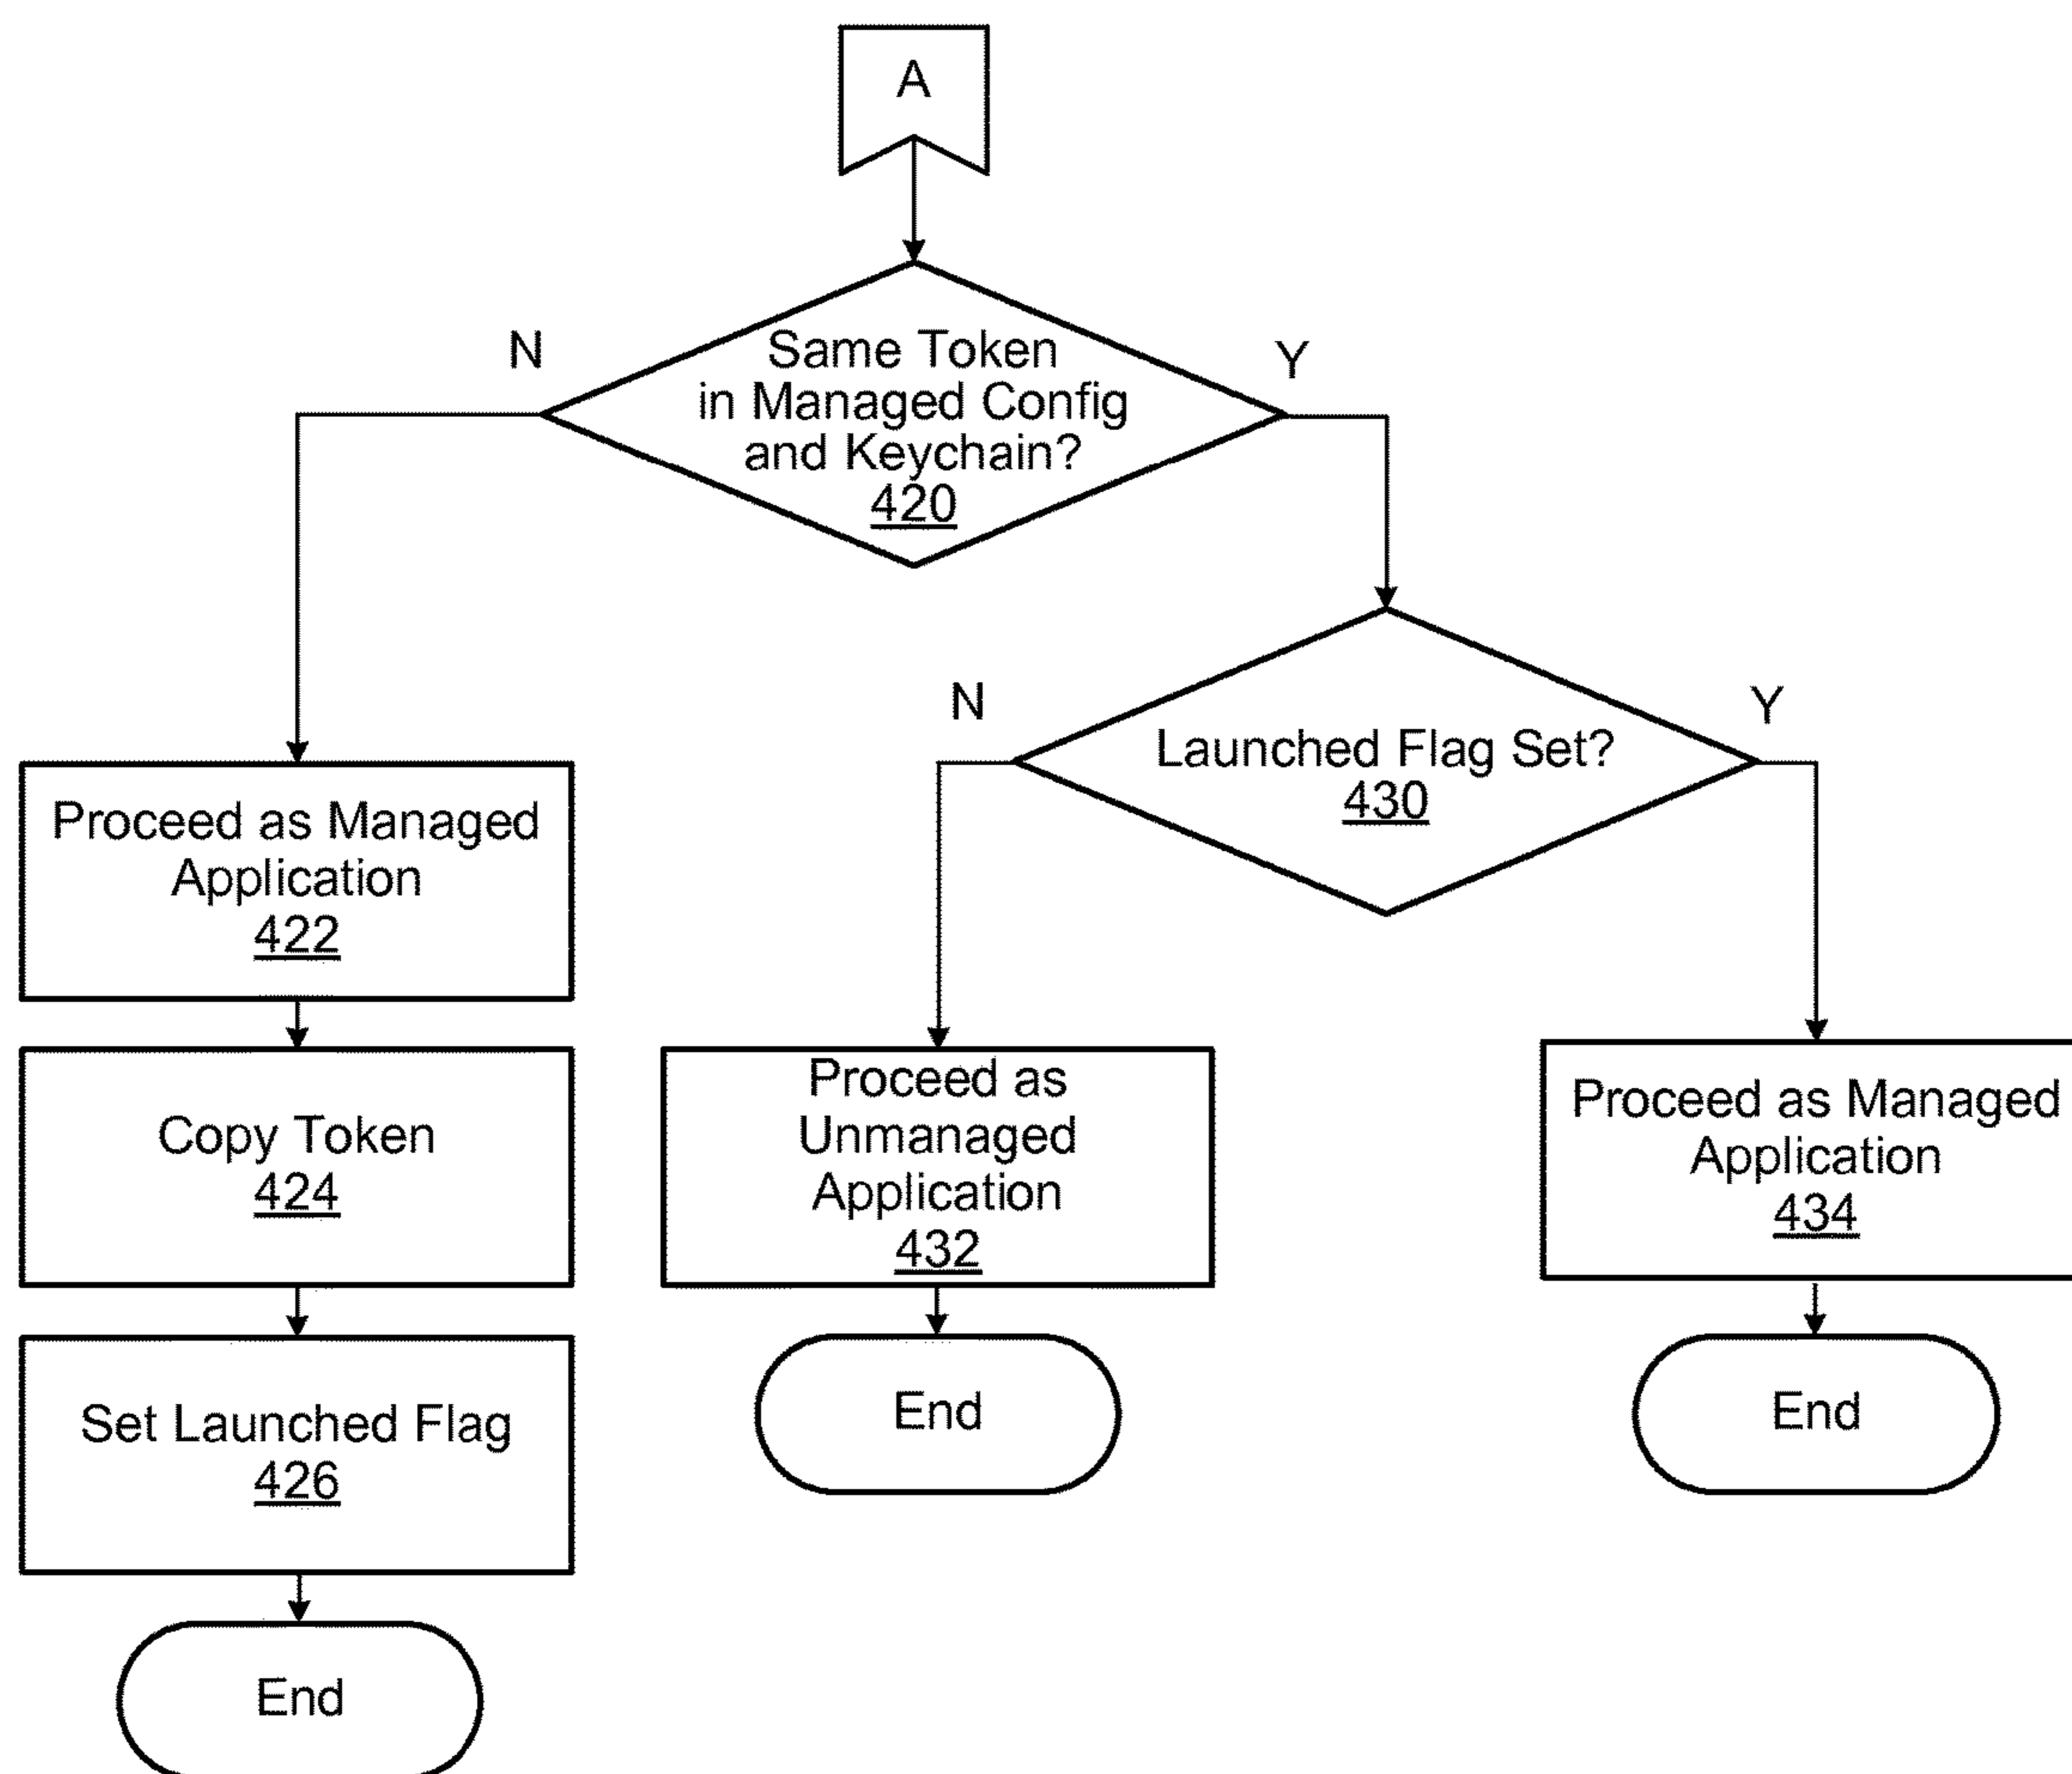 A
N
Same Token
in Managed Config
and Keychain?
420
Y
N
Launched Flag Set?
430
Y
Proceed as Managed
Application
422
Copy Token
424
Set Launched Flag
426
End
Proceed as
Unmanaged
Application
432
End
Proceed as Managed
Application
434
End